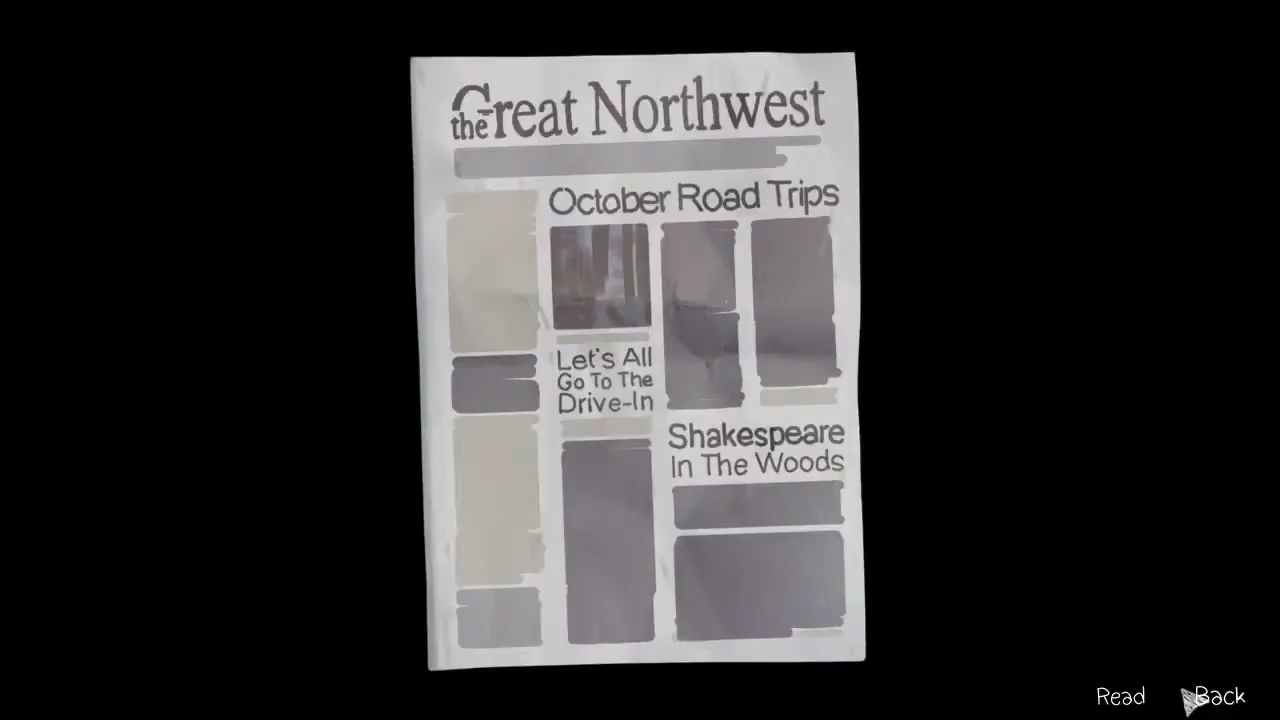 the Great Northwest
October Road Trips
Let's All
Go To The
Drive-In
Shakespeare
In The Woods
Read
Back